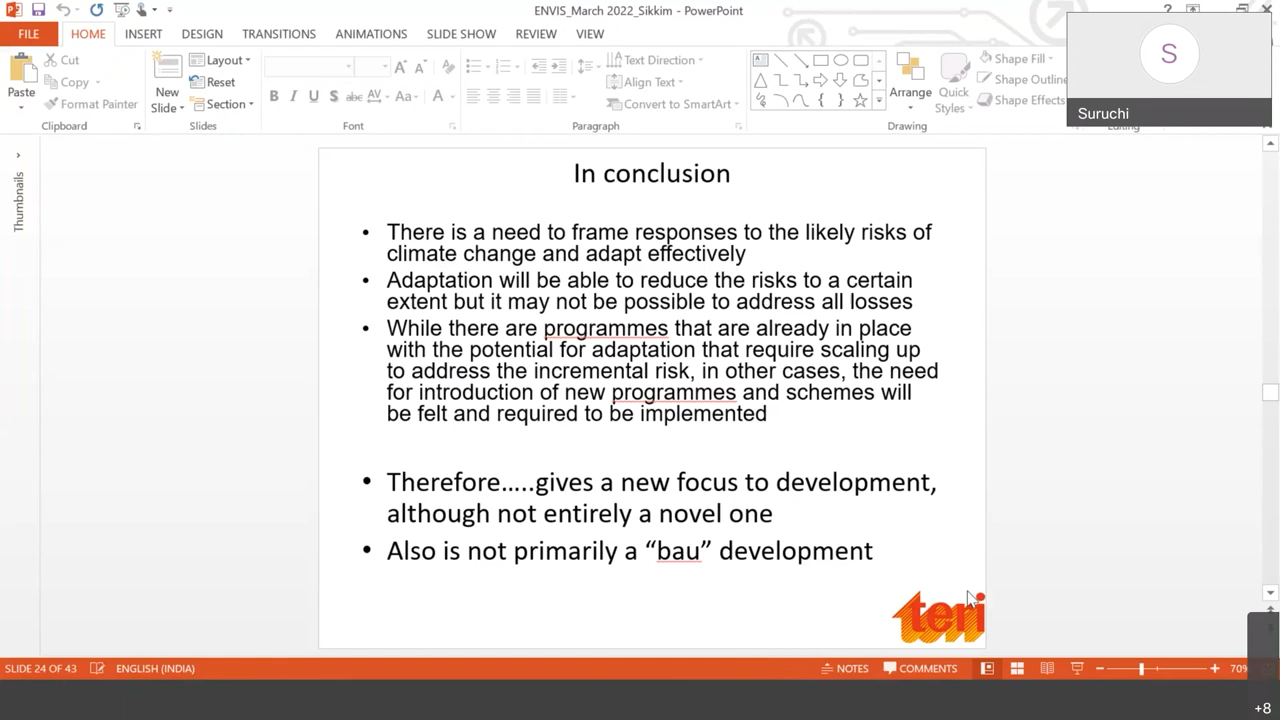 ENVIS_March 2022_Sikkim - PowerPoint
?
FILE HOME INSERT DESIGN TRANSITIONS ANIMATIONS SLIDE SHOW REVIEW VIEW
Paste
Cut
Copy
Format Painter
Clipboard
New
Slide
Layout
Reset
Section
Slides
B I U S abc AV Aa A
Font
Text Direction
Align Text
Convert to SmartArt
Paragraph
Arrange
Quick
Styles
Shape Fill
Shape Outline
Shape Effects
Drawing
Editing
S
Suruchi
Thumbnails
In conclusion
• There is a need to frame responses to the likely risks of
climate change and adapt effectively
• Adaptation will be able to reduce the risks to a certain
extent but it may not be possible to address all losses
• While there are programmes that are already in place
with the potential for adaptation that require scaling up
to address the incremental risk, in other cases, the need
for introduction of new programmes and schemes will
be felt and required to be implemented
• Therefore…..gives a new focus to development,
although not entirely a novel one
• Also is not primarily a “bau” development
teri
SLIDE 24 OF 43 ENGLISH (INDIA) NOTES COMMENTS 70%
+8